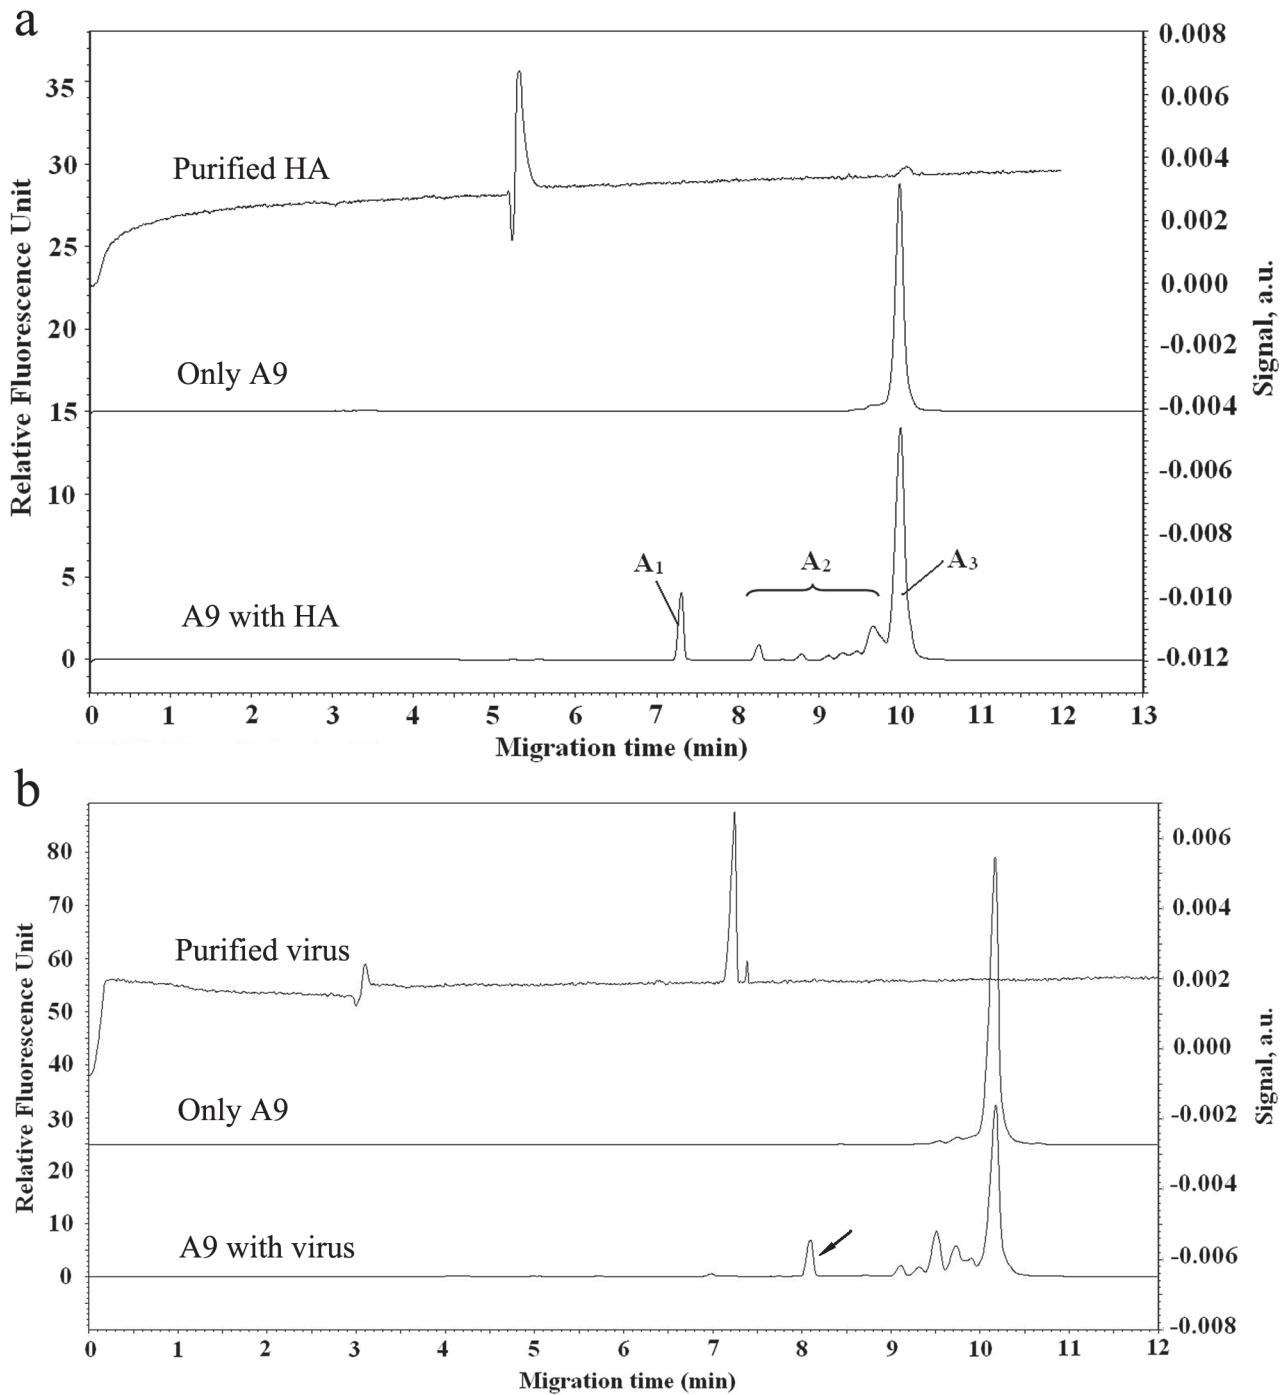 a
Relative Fluorescence Unit
35
30
25
20
15
10
5
0
Purified HA
Only A9
A9 with HA
A1
A2
A3
0.008
0.006
0.004
0.002
0.000
-0.002
-0.004
-0.006
-0.008
-0.010
-0.012
Signal, a.u.
0 1 2 3 4 5 6 7 8 9 10 11 12 13
Migration time (min)
b
Relative Fluorescence Unit
80
70
60
50
40
30
20
10
0
Purified virus
Only A9
A9 with virus
0.006
0.004
0.002
0.000
-0.002
-0.004
-0.006
-0.008
Signal, a.u.
0 1 2 3 4 5 6 7 8 9 10 11 12
Migration time (min)